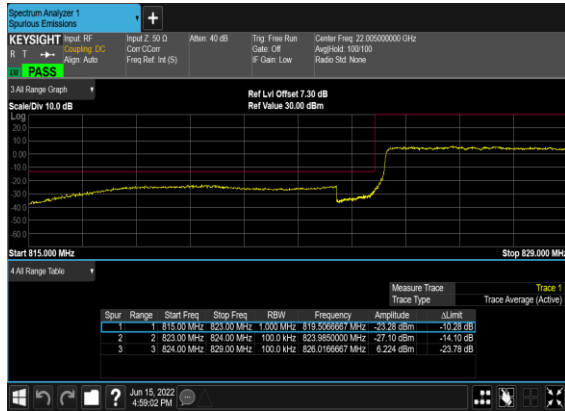 Spectrum Analyzer 1
Spurious Emissions
KEYSIGHT Input: RF Input Z: 50 Ω Atten: 40 dB Trig: Free Run Center Freq: 22.005000000 GHz
R T Coupling: DC Corr CCorr Gate: Off Avg|Hold: 100/100
Align: Auto Freq Ref: Int (S) IF Gain: Low Radio Std: None
PASS
3 All Range Graph Ref Lvl Offset 7.30 dB
Scale/Div 10.0 dB Ref Value 30.00 dBm
Log
20.0
10.0
0.00
-10.0
-20.0
-30.0
-40.0
-50.0
-60.0
Start 815.000 MHz Stop 829.000 MHz
4 All Range Table
Measure Trace Trace 1
Trace Type Trace Average (Active)
Spur Range Start Freq Stop Freq RBW Frequency Amplitude ΔLimit
1 1 815.00 MHz 823.00 MHz 1.000 MHz 819.5066667 MHz -23.28 dBm -10.28 dB
2 2 823.00 MHz 824.00 MHz 100.0 kHz 823.9850000 MHz -27.10 dBm -14.10 dB
3 3 824.00 MHz 829.00 MHz 100.0 kHz 826.0166667 MHz 6.224 dBm -23.78 dB
Jun 15, 2022
4:59:02 PM